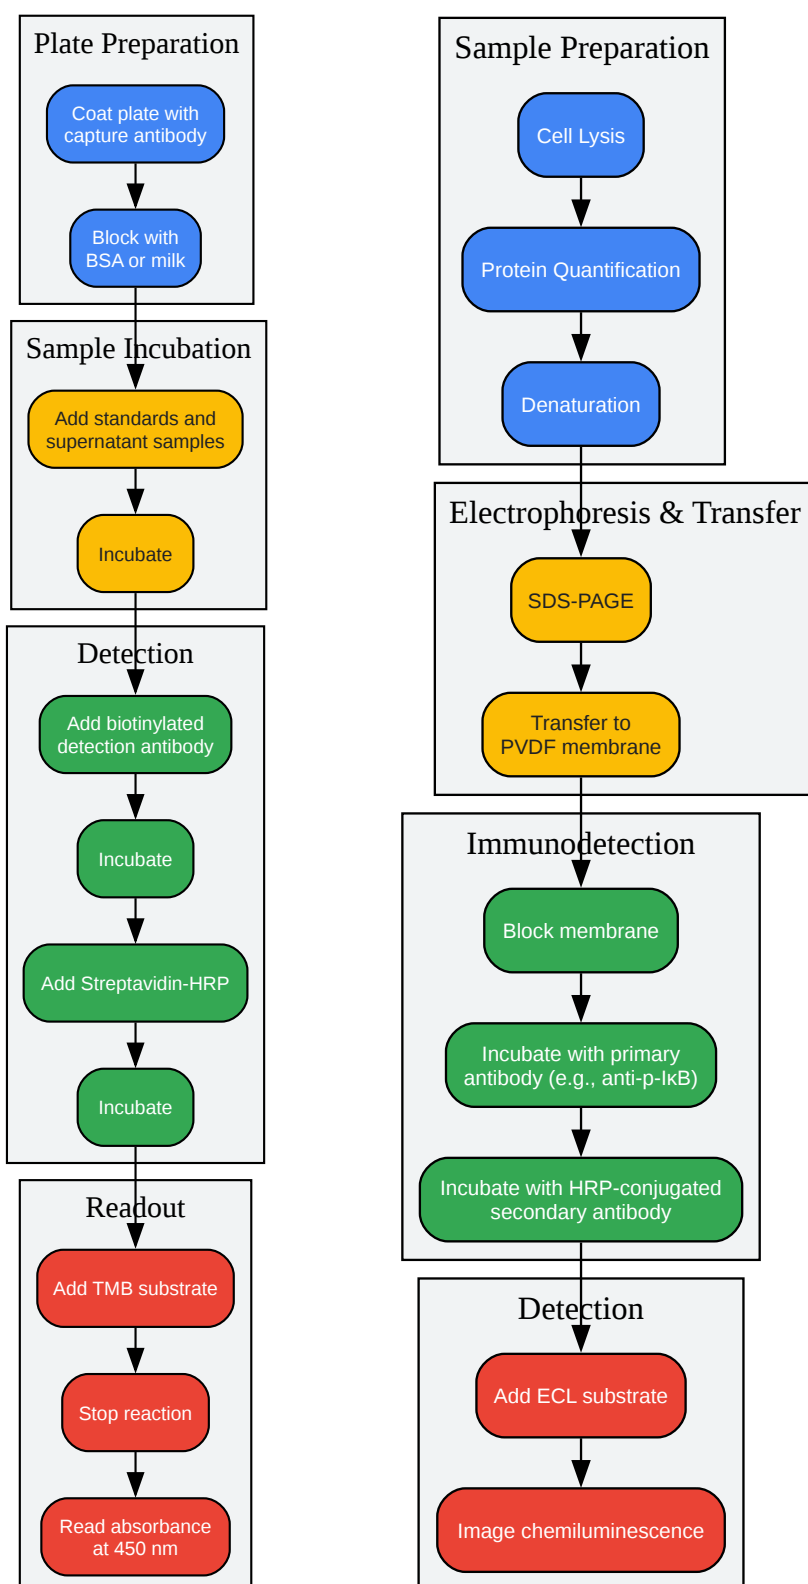 Plate Preparation
Coat plate with
capture antibody
Block with
BSA or milk
Sample Incubation
Add standards and
supernatant samples
Incubate
Detection
Add biotinylated
detection antibody
Incubate
Add Streptavidin-HRP
Incubate
Readout
Add TMB substrate
Stop reaction
Read absorbance
at 450 nm
Sample Preparation
Cell Lysis
Protein Quantification
Denaturation
Electrophoresis & Transfer
SDS-PAGE
Transfer to
PVDF membrane
Immunodetection
Block membrane
Incubate with primary
antibody (e.g., anti-p-IκB)
Incubate with HRP-conjugated
secondary antibody
Detection
Add ECL substrate
Image chemiluminescence